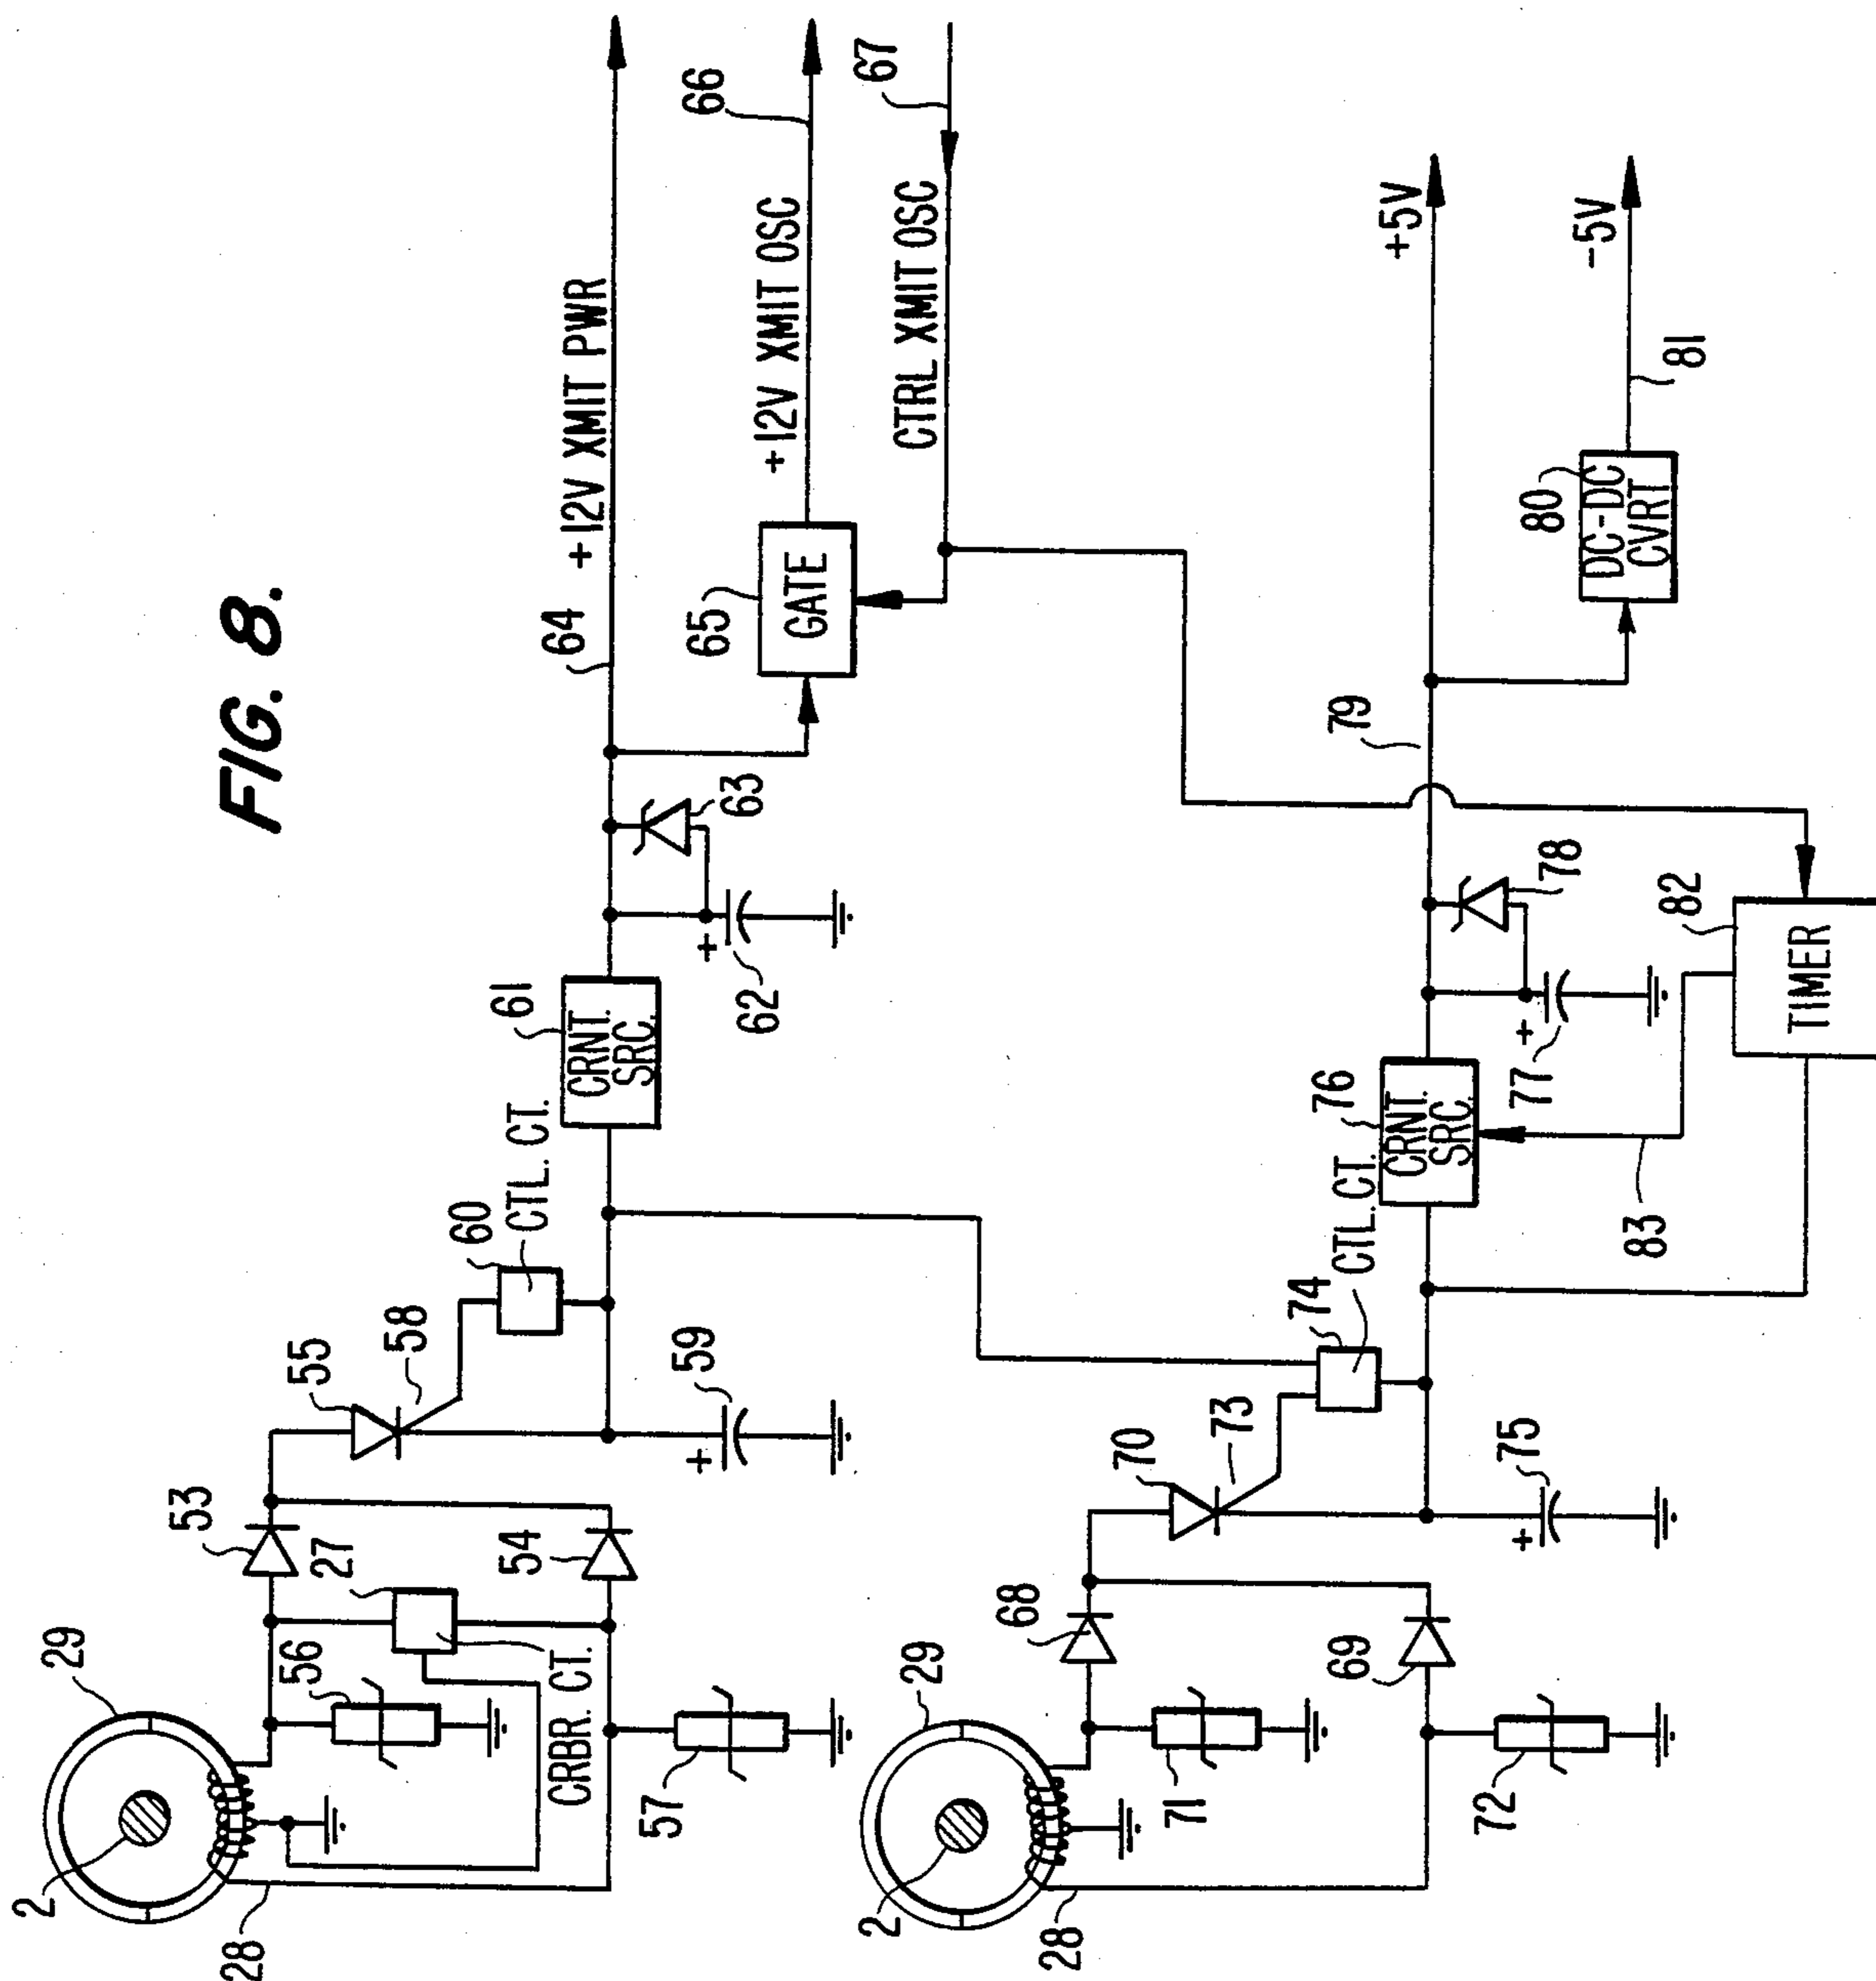 FIG. 8.
29
2
28
56
57
27
CRBR. CT.
53
54
55
58
59
60
CTL. CT.
61
CRNT.
SRC.
62
+
63
64
+12V XMIT PWR
65
GATE
66
+12V XMIT OSC
67
CTRL XMIT OSC
+
29
2
28
71
72
68
69
70
73
74
CTL. CT.
75
+
76
CRNT.
SRC.
77
+
78
79
+5V
80
DC-DC
CVRT.
81
-5V
82
TIMER
83